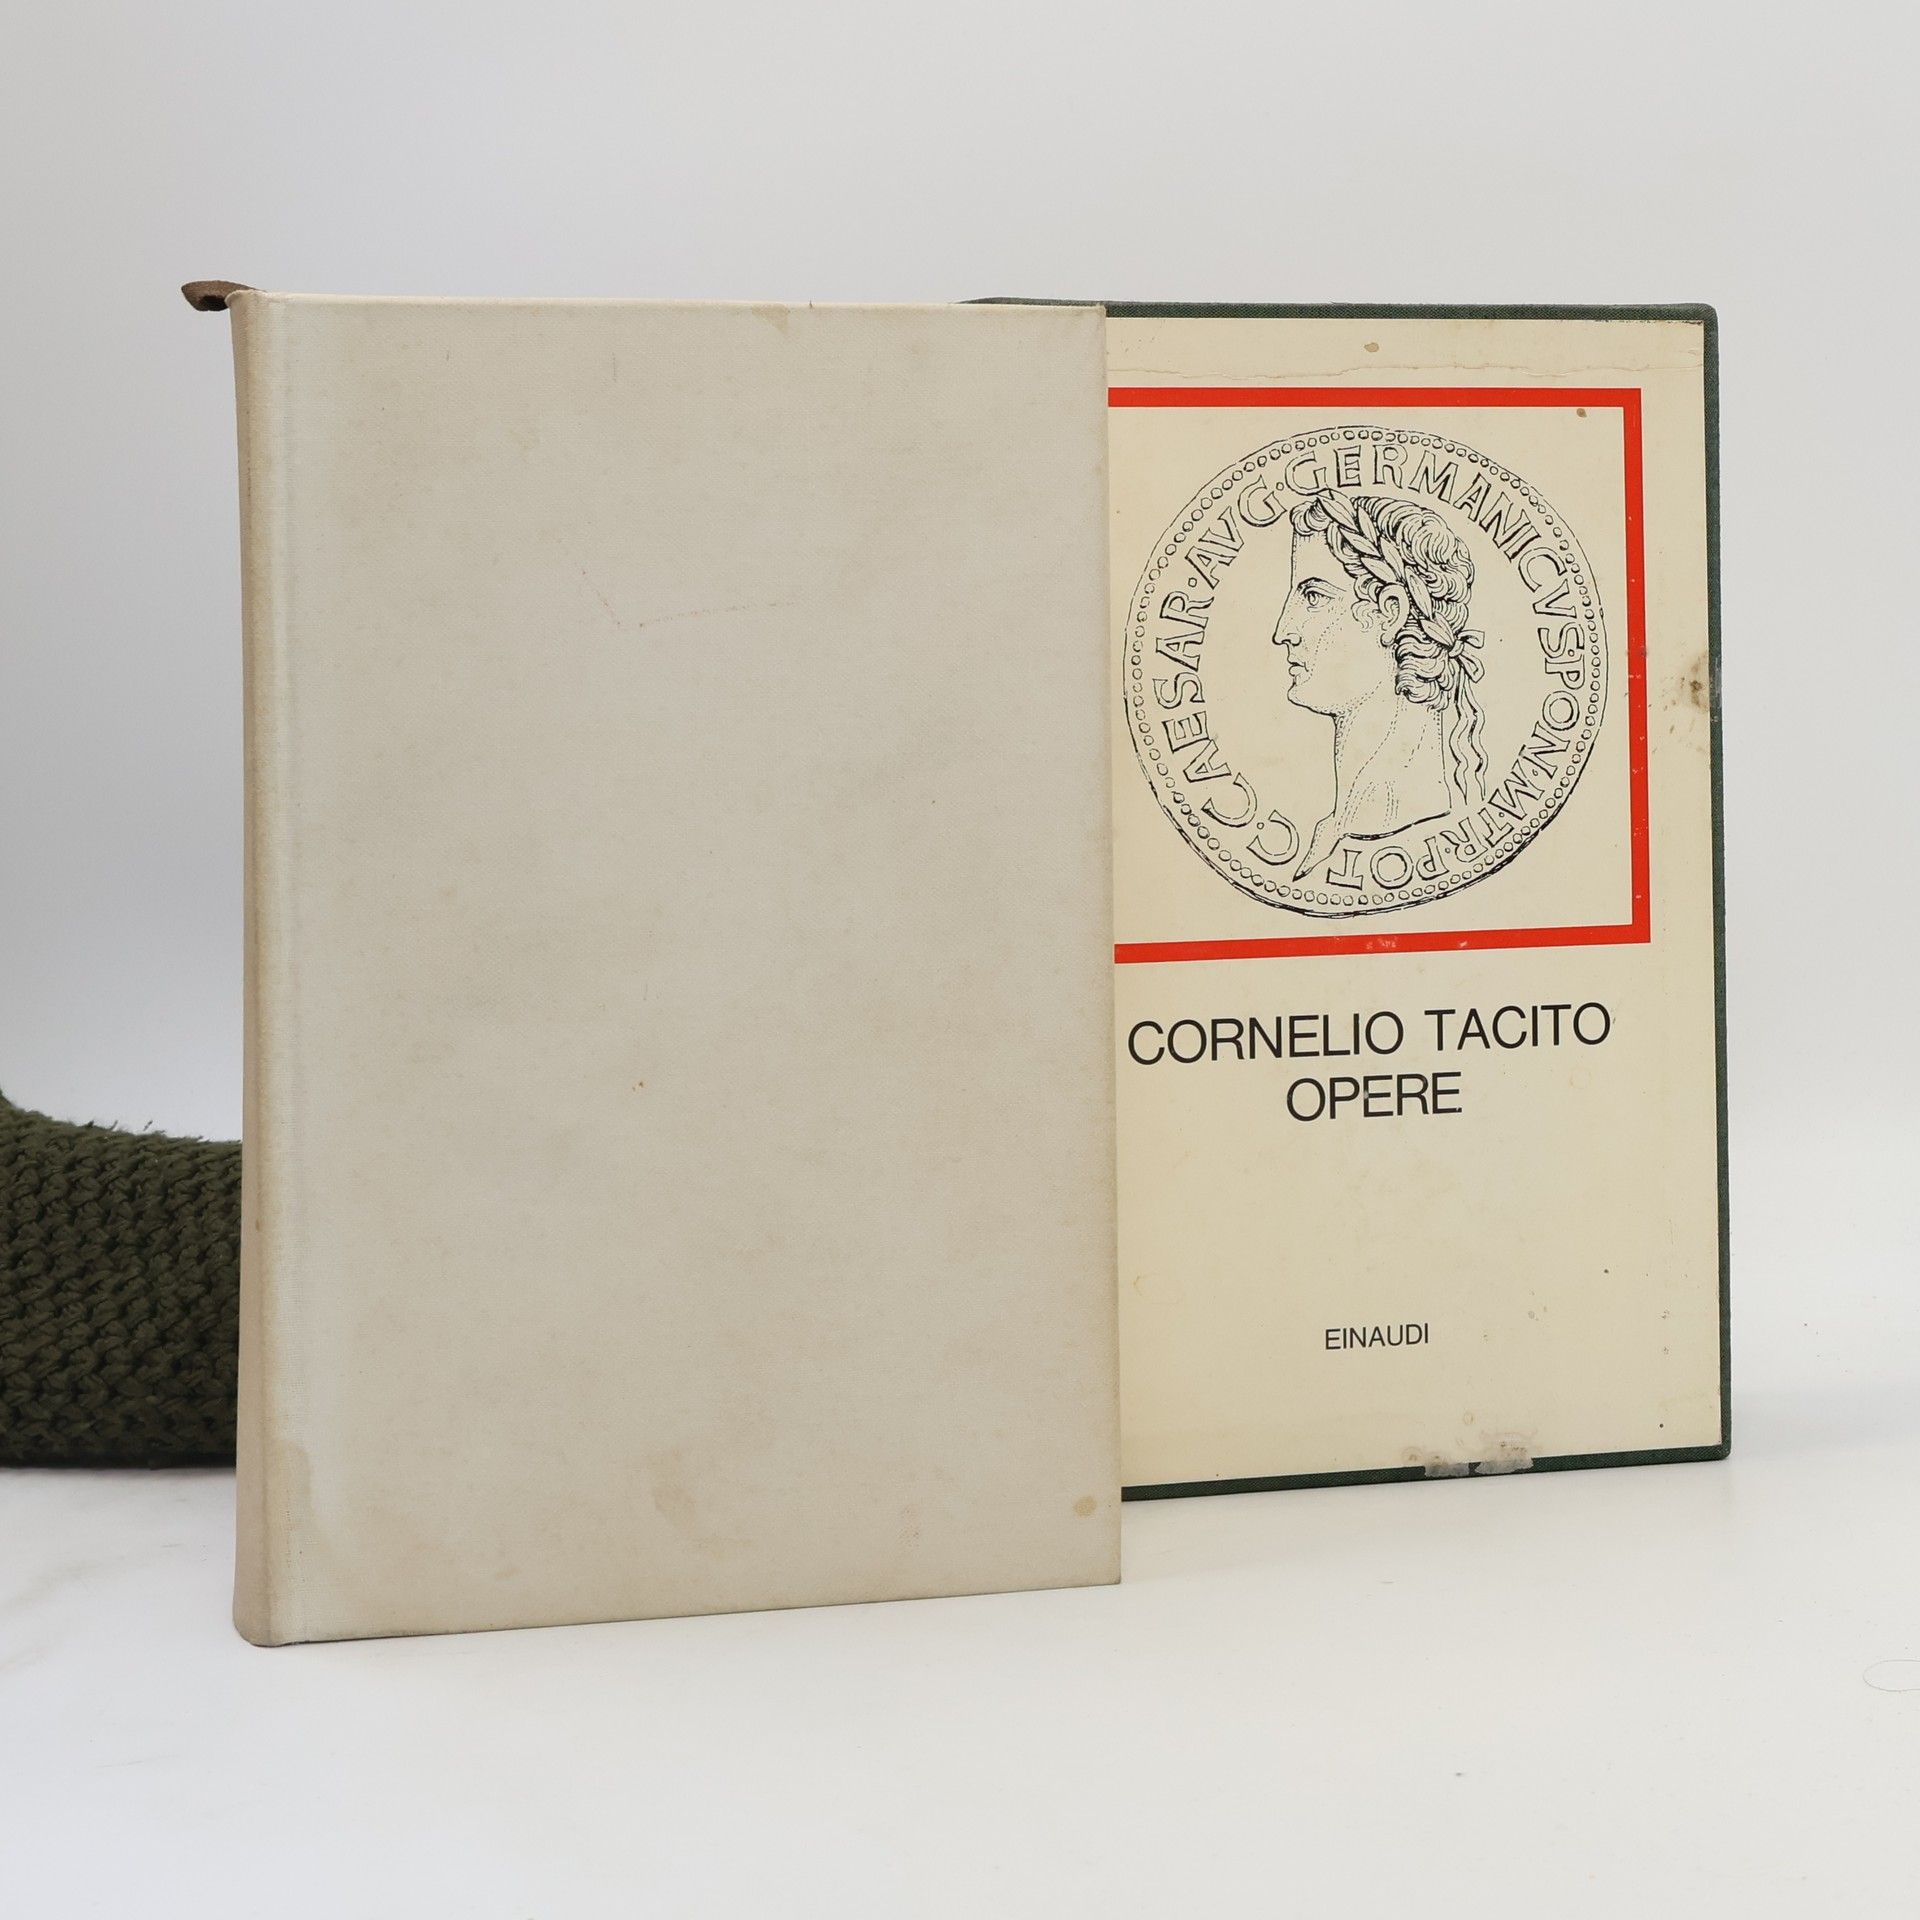 C·CAESAR·AVG·GERMANICVS·PON·M·TR·POT
CORNELIO TACITO
OPERE
EINAUDI